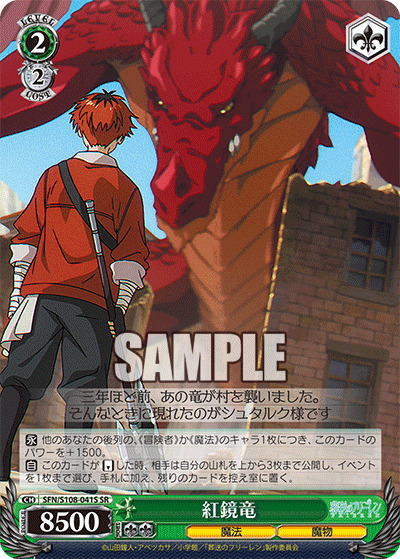 LEVEL
2
2
COST
SAMPLE
三年ほど前、あの竜が村を襲いました。
そんなときに現れたのがシュタルク様です
永 他のあなたの後列の、《冒険者》か《魔法》のキャラ1枚につき、このカードの
パワーを+1500。
自 このカードが【】した時、相手は自分の山札を上から3枚まで公開し、イベント
を1枚まで選び、手札に加え、残りのカードを控え室に置く。
CH SFN/S108-041S SR
紅鏡竜
8500
魔法
魔物
©山田鐘人・アベツカサ/小学館/「葬送のフリーレン」製作委員会